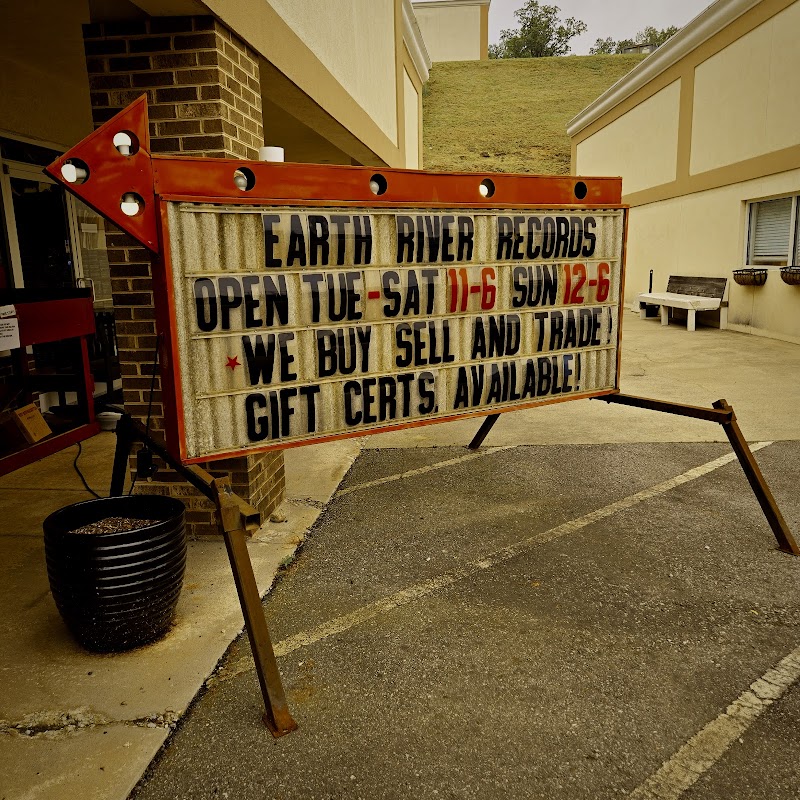 EARTH RIVER RECORDS
OPEN TUE-SAT 11-6 SUN 12-6
★WE BUY SELL AND TRADE!
GIFT CERTS. AVAILABLE!